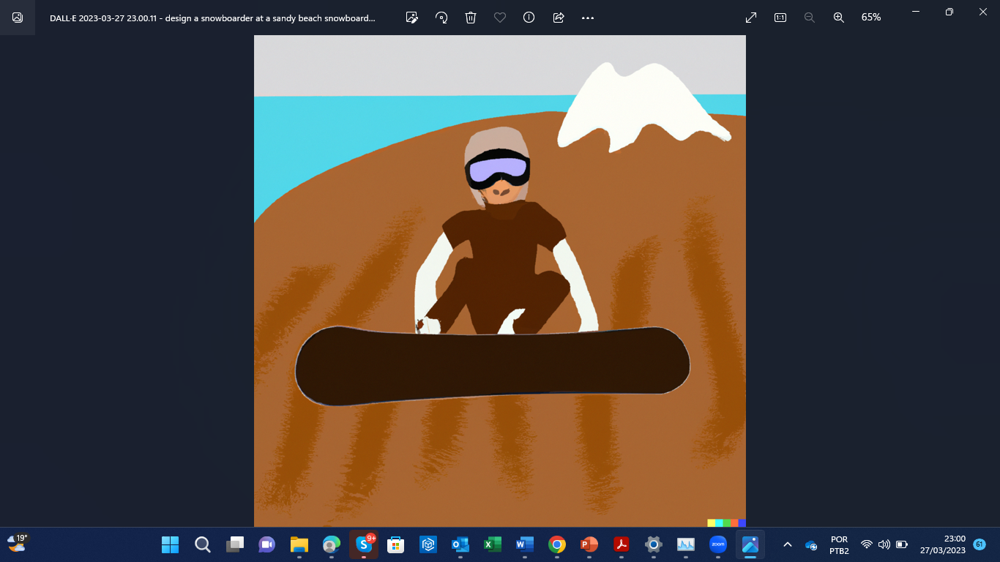 DALL·E 2023-03-27 23.00.11 - design a snowboarder at a sandy beach snowboard...
65%
19°
9+
zoom
POR
PTB2
23:00
27/03/2023
61